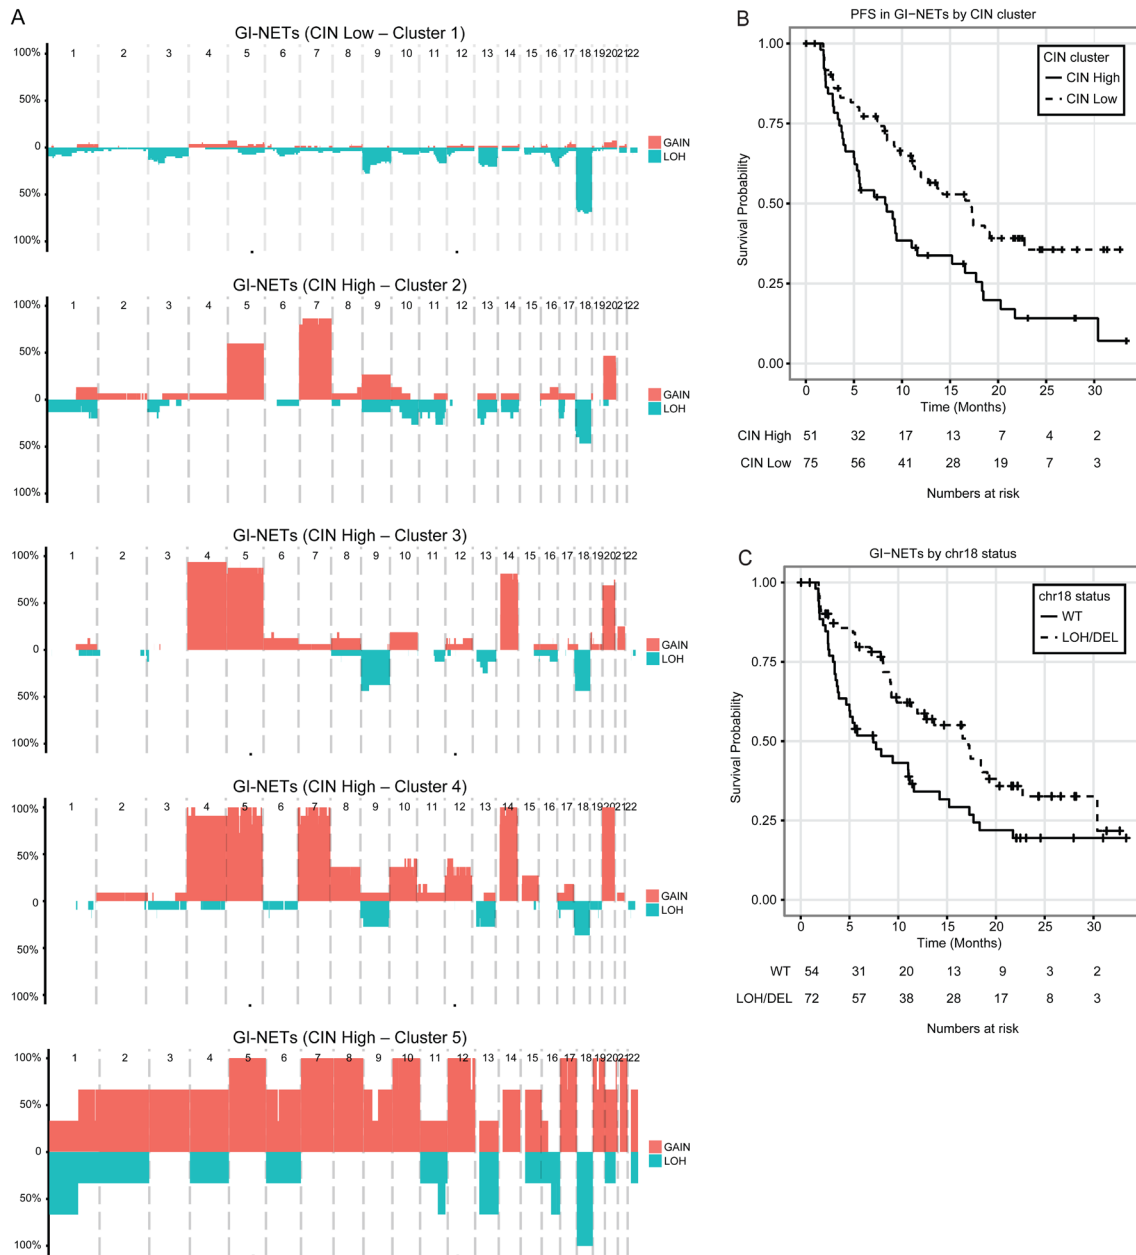 A
GI-NETs (CIN Low – Cluster 1)
1 2 3 4 5 6 7 8 9 10 11 12 13 14 15 16 17 18 19 20 21 22
100%
50%
0
50%
100%
GAIN
LOH
GI-NETs (CIN High – Cluster 2)
1 2 3 4 5 6 7 8 9 10 11 12 13 14 15 16 17 18 19 20 21 22
100%
50%
0
50%
100%
GAIN
LOH
GI-NETs (CIN High – Cluster 3)
1 2 3 4 5 6 7 8 9 10 11 12 13 14 15 16 17 18 19 20 21 22
100%
50%
0
50%
100%
GAIN
LOH
GI-NETs (CIN High – Cluster 4)
1 2 3 4 5 6 7 8 9 10 11 12 13 14 15 16 17 18 19 20 21 22
100%
50%
0
50%
100%
GAIN
LOH
GI-NETs (CIN High – Cluster 5)
1 2 3 4 5 6 7 8 9 10 11 12 13 14 15 16 17 18 19 20 21 22
100%
50%
0
50%
100%
GAIN
LOH
B
PFS in GI−NETs by CIN cluster
Survival Probability
1.00
0.75
0.50
0.25
0.00
CIN cluster
CIN High
CIN Low
0 5 10 15 20 25 30
Time (Months)
CIN High 51 32 17 13 7 4 2
CIN Low 75 56 41 28 19 7 3
Numbers at risk
C
GI−NETs by chr18 status
Survival Probability
1.00
0.75
0.50
0.25
0.00
chr18 status
WT
LOH/DEL
0 5 10 15 20 25 30
Time (Months)
WT 54 31 20 13 9 3 2
LOH/DEL 72 57 38 28 17 8 3
Numbers at risk